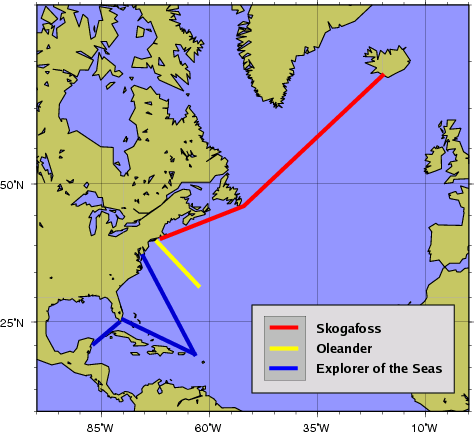 50°N
25°N
Skogafoss
Oleander
Explorer of the Seas
85°W 60°W 35°W 10°W